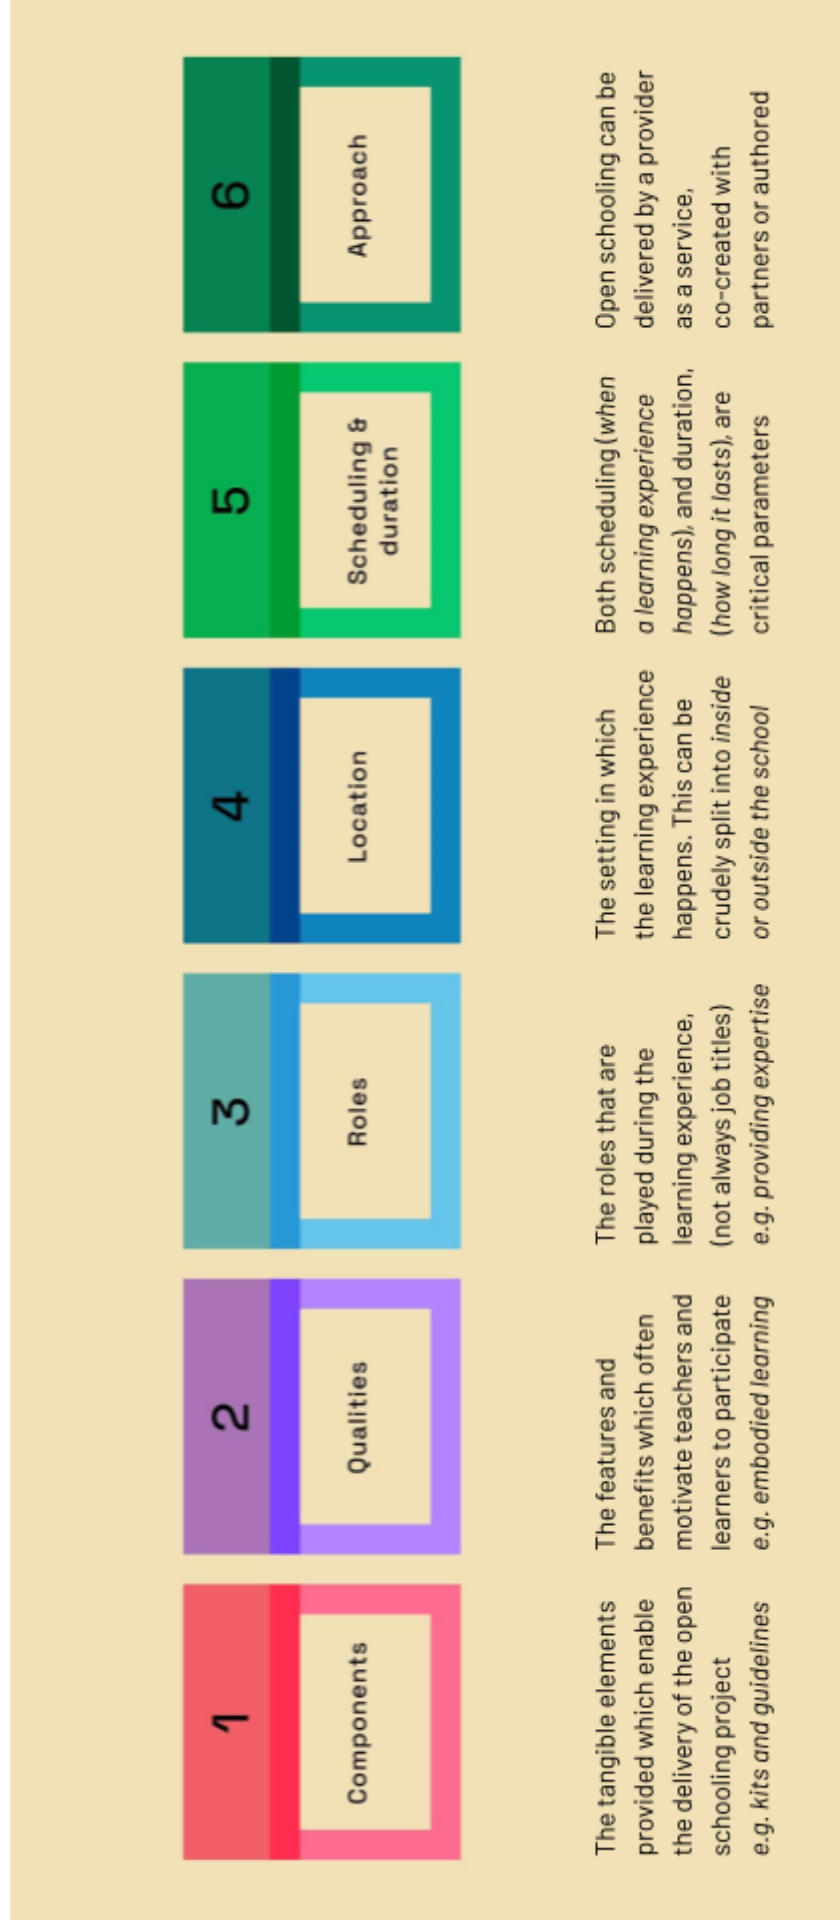 1
Components
The tangible elements
provided which enable
the delivery of the open
schooling project
e.g. kits and guidelines
2
Qualities
The features and
benefits which often
motivate teachers and
learners to participate
e.g. embodied learning
3
Roles
The roles that are
played during the
learning experience,
(not always job titles)
e.g. providing expertise
4
Location
The setting in which
the learning experience
happens. This can be
crudely split into inside
or outside the school
5
Scheduling &
duration
Both scheduling (when
a learning experience
happens), and duration,
(how long it lasts), are
critical parameters
6
Approach
Open schooling can be
delivered by a provider
as a service,
co-created with
partners or authored